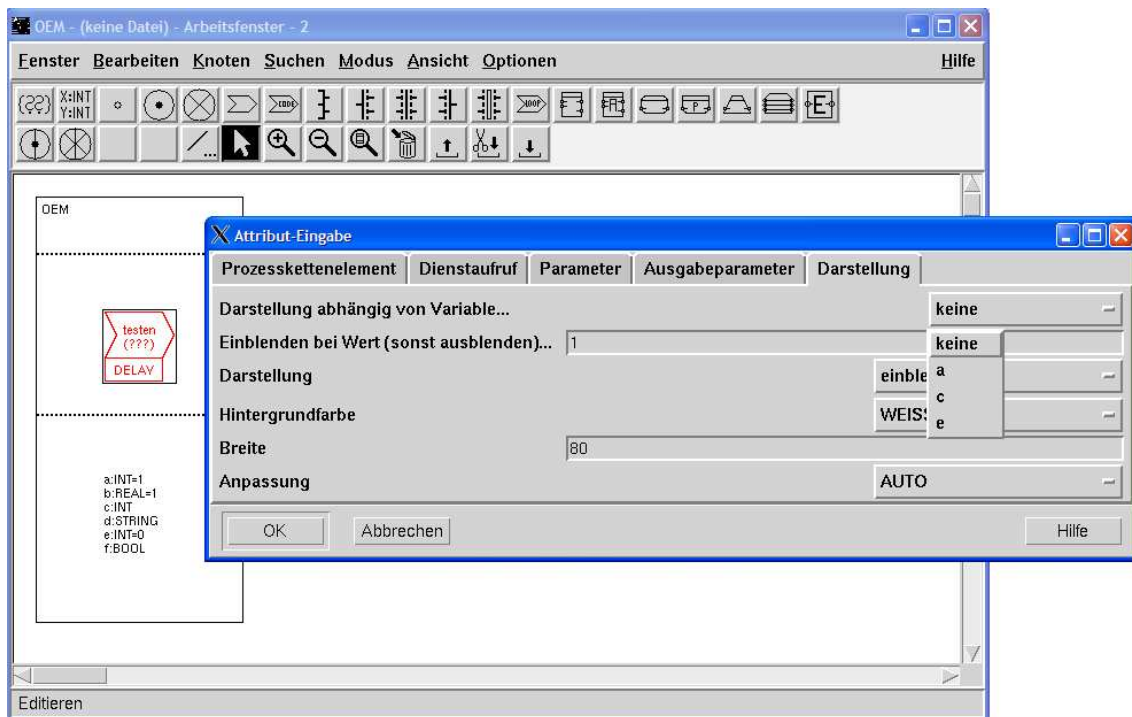 OEM - (keine Datei) - Arbeitsfenster - 2
Fenster Bearbeiten Knoten Suchen Modus Ansicht Optionen Hilfe
(??) X:INT
Y:INT
CODE LOOP A P E
OEM
testen
(???)
DELAY
a:INT=1
b:REAL=1
c:INT
d:STRING
e:INT=0
f:BOOL
Attribut-Eingabe
Prozesskettenelement Dienstaufruf Parameter Ausgabeparameter Darstellung
Darstellung abhängig von Variable... keine
Einblenden bei Wert (sonst ausblenden)... 1 keine
a
c
e
Darstellung
Hintergrundfarbe
Breite 80
Anpassung AUTO
OK Abbrechen Hilfe
Editieren